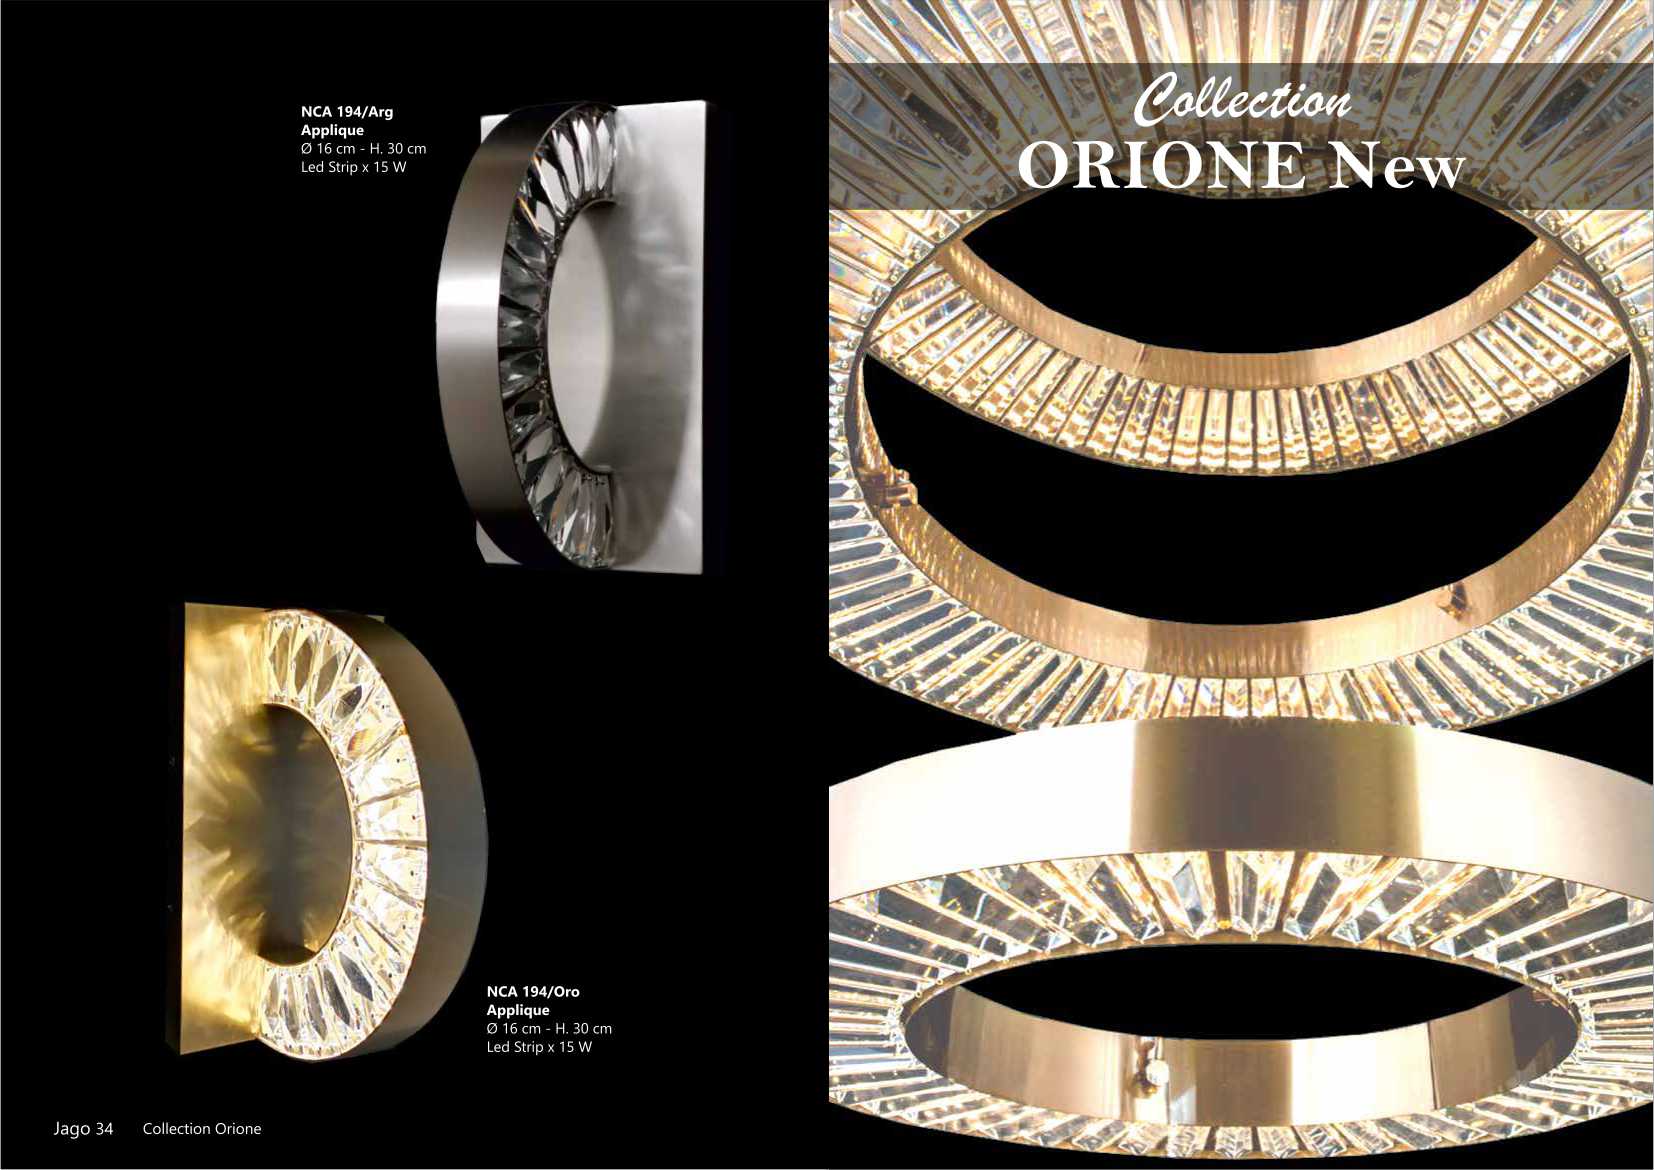 NCA 194/Arg
Applique
Ø 16 cm - H. 30 cm
Led Strip x 15 W
NCA 194/Oro
Applique
Ø 16 cm - H. 30 cm
Led Strip x 15 W
Jago 34 Collection Orione
Collection
ORIONE New